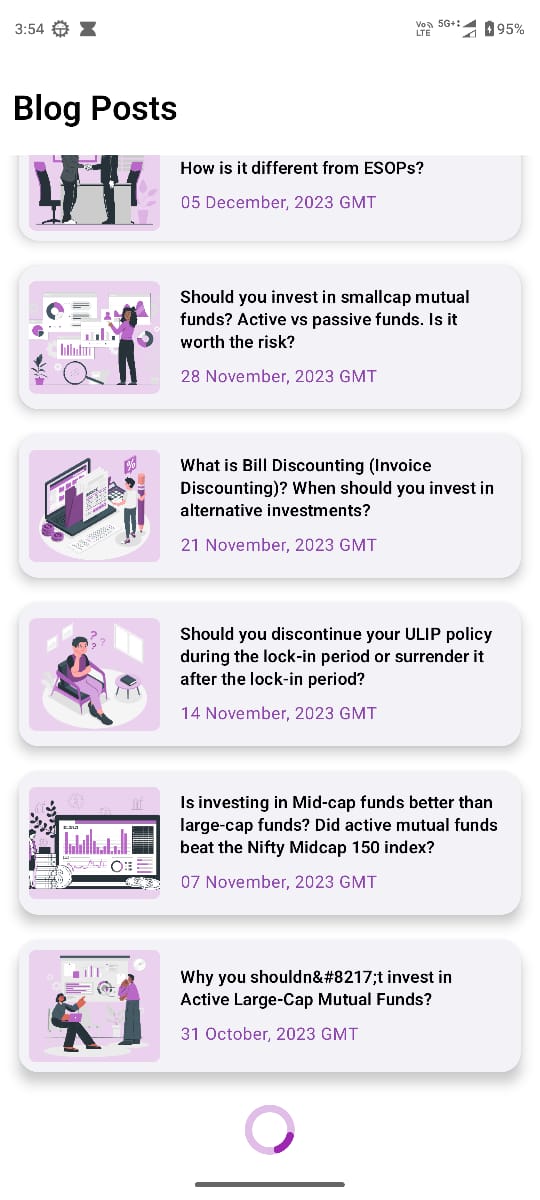 3:54
Vo LTE 5G+ 95%
Blog Posts
How is it different from ESOPs?
05 December, 2023 GMT
Should you invest in smallcap mutual
funds? Active vs passive funds. Is it
worth the risk?
28 November, 2023 GMT
%
What is Bill Discounting (Invoice
Discounting)? When should you invest in
alternative investments?
21 November, 2023 GMT
? ? ?
Should you discontinue your ULIP policy
during the lock-in period or surrender it
after the lock-in period?
14 November, 2023 GMT
Is investing in Mid-cap funds better than
large-cap funds? Did active mutual funds
beat the Nifty Midcap 150 index?
07 November, 2023 GMT
Why you shouldn&#8217;t invest in
Active Large-Cap Mutual Funds?
31 October, 2023 GMT